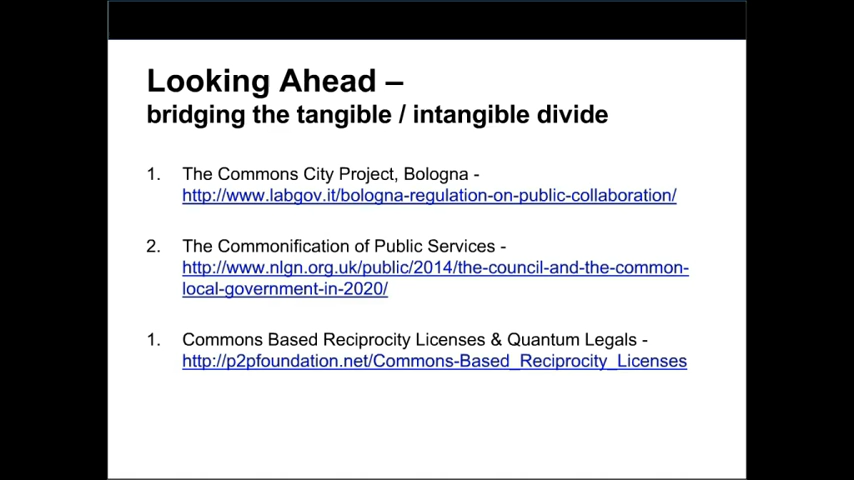 Looking Ahead –
bridging the tangible / intangible divide
1. The Commons City Project, Bologna -
http://www.labgov.it/bologna-regulation-on-public-collaboration/
2. The Commonification of Public Services -
http://www.nlgn.org.uk/public/2014/the-council-and-the-common-
local-government-in-2020/
1. Commons Based Reciprocity Licenses & Quantum Legals -
http://p2pfoundation.net/Commons-Based_Reciprocity_Licenses